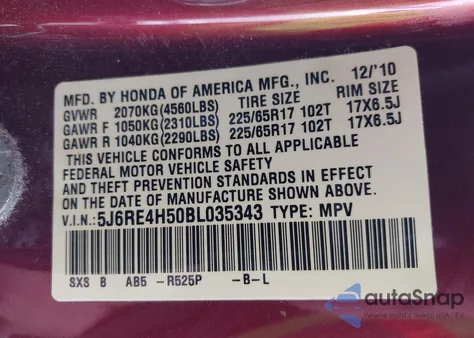 MFD. BY HONDA OF AMERICA MFG., INC. 12/'10
GVWR 2070KG(4560LBS) TIRE SIZE RIM SIZE
GAWR F 1050KG(2310LBS) 225/65R17 102T 17X6.5J
GAWR R 1040KG(2290LBS) 225/65R17 102T 17X6.5J
THIS VEHICLE CONFORMS TO ALL APPLICABLE
FEDERAL MOTOR VEHICLE SAFETY
AND THEFT PREVENTION STANDARDS IN EFFECT
ON THE DATE OF MANUFACTURE SHOWN ABOVE.
V.I.N.: 5J6RE4H50BL035343 TYPE: MPV
SXS B AB5 -R525P -B-L
autoSnap